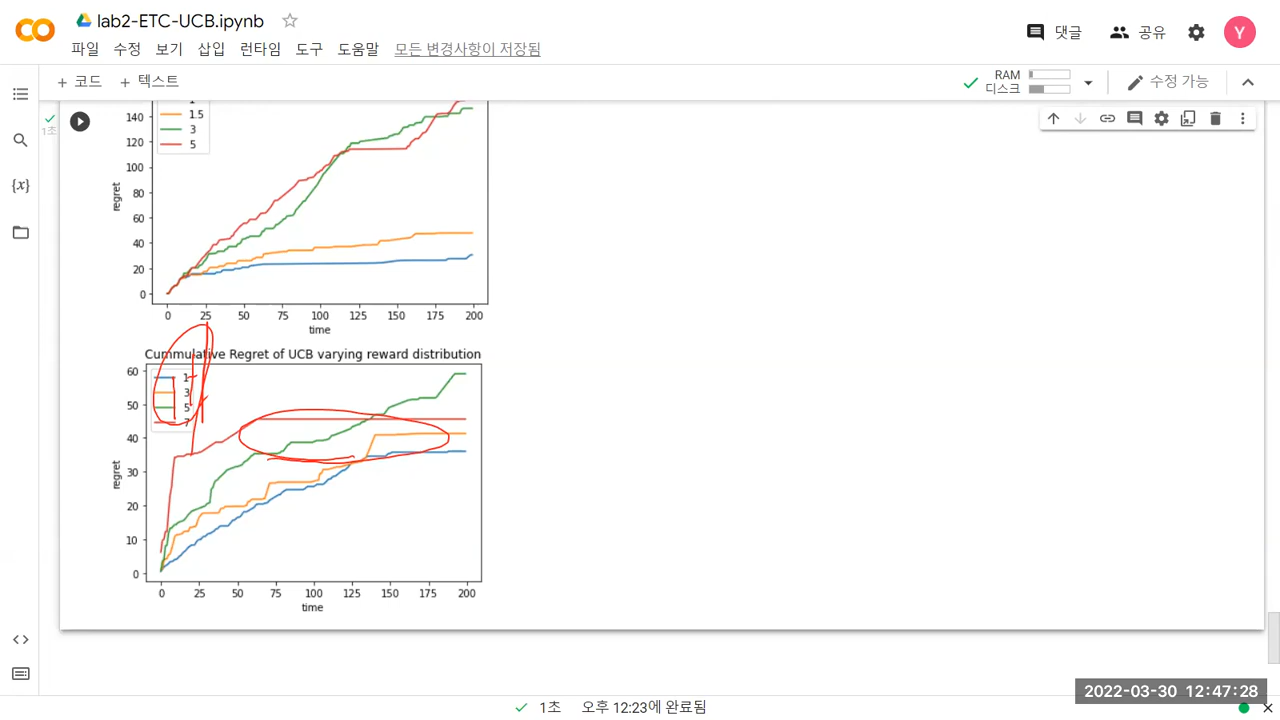 lab2-ETC-UCB.ipynb
파일 수정 보기 삽입 런타임 도구 도움말 모든 변경사항이 저장됨
댓글 공유 Y
+ 코드 + 텍스트
RAM
디스크
수정 가능
1초
{x}
1.5
3
5
140
120
100
80
60
40
20
0
regret
0 25 50 75 100 125 150 175 200
time
Cummulative Regret of UCB varying reward distribution
1
3
5
7
60
50
40
30
20
10
0
regret
0 25 50 75 100 125 150 175 200
time
2022-03-30 12:47:28
1초 오후 12:23에 완료됨